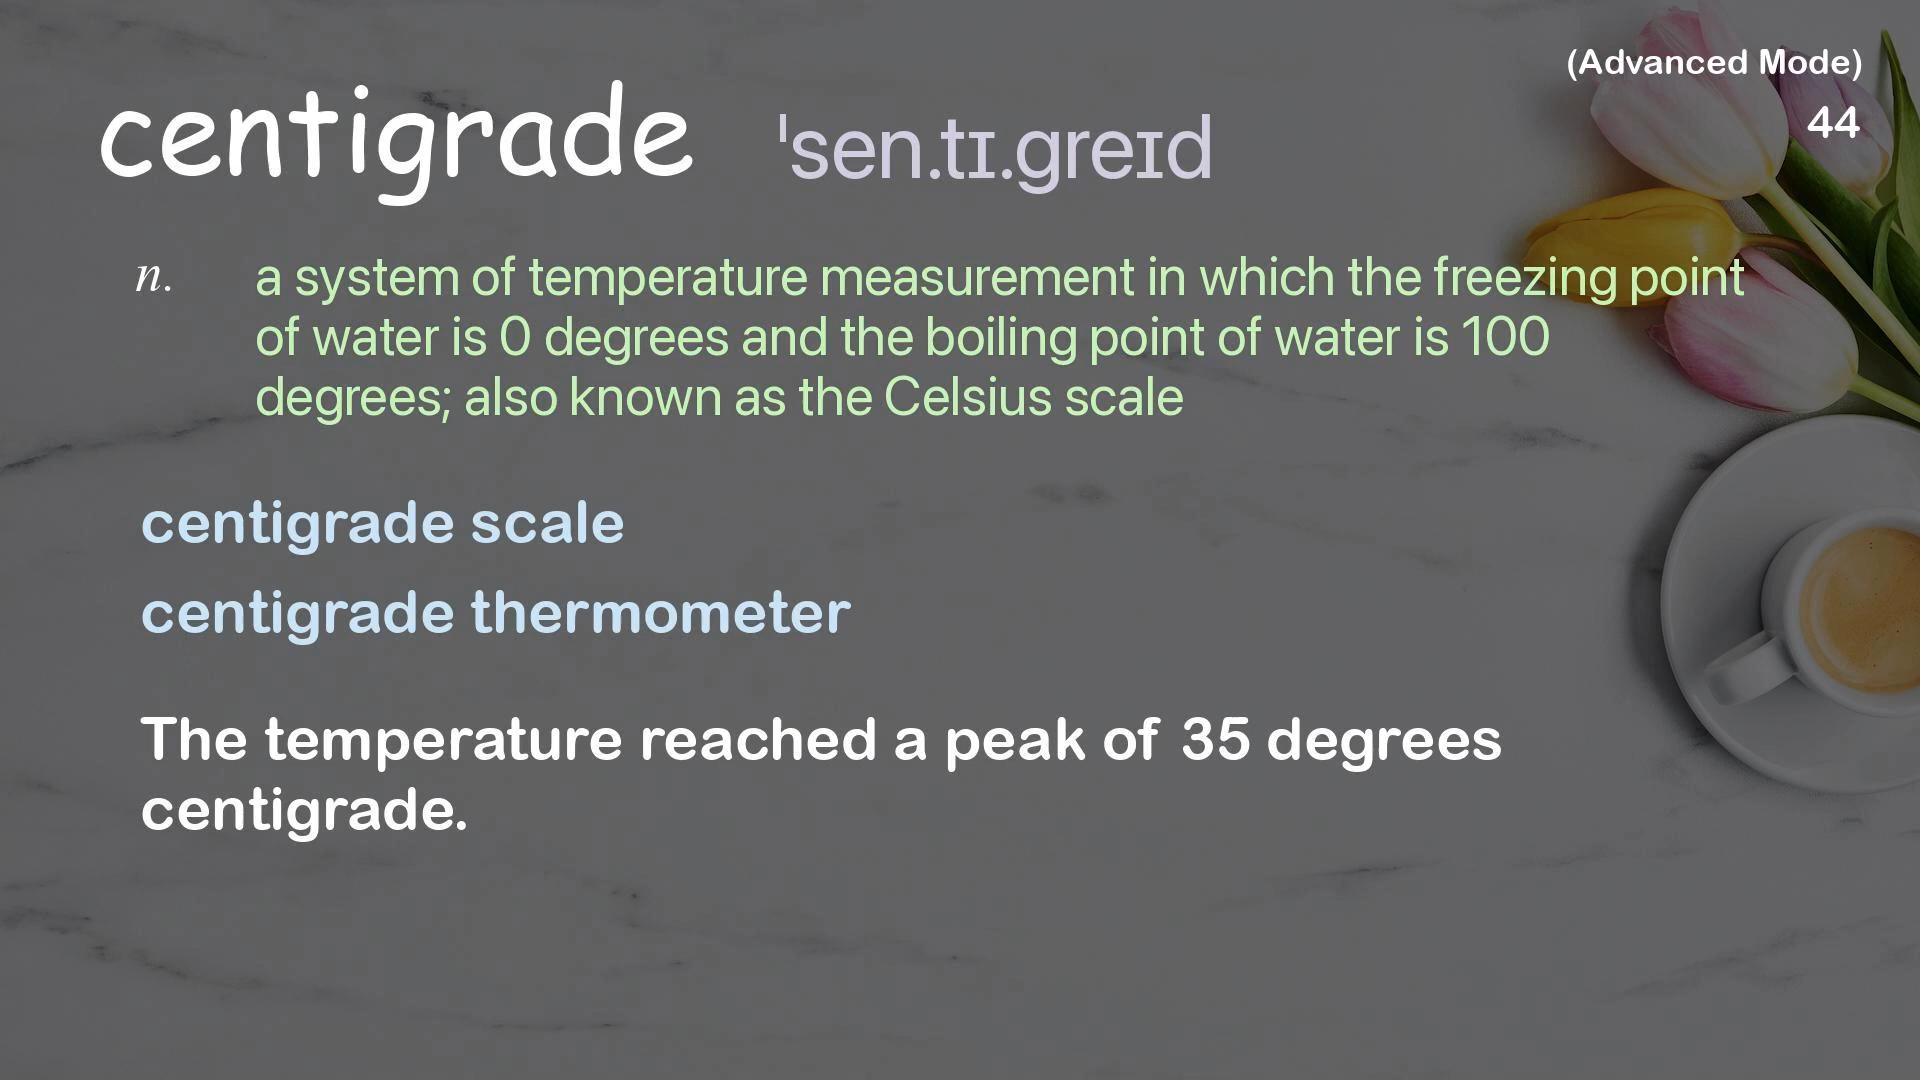 (Advanced Mode)
44
centigrade ˈsen.tɪ.greɪd
n. a system of temperature measurement in which the freezing point
of water is 0 degrees and the boiling point of water is 100
degrees; also known as the Celsius scale
centigrade scale
centigrade thermometer
The temperature reached a peak of 35 degrees
centigrade.